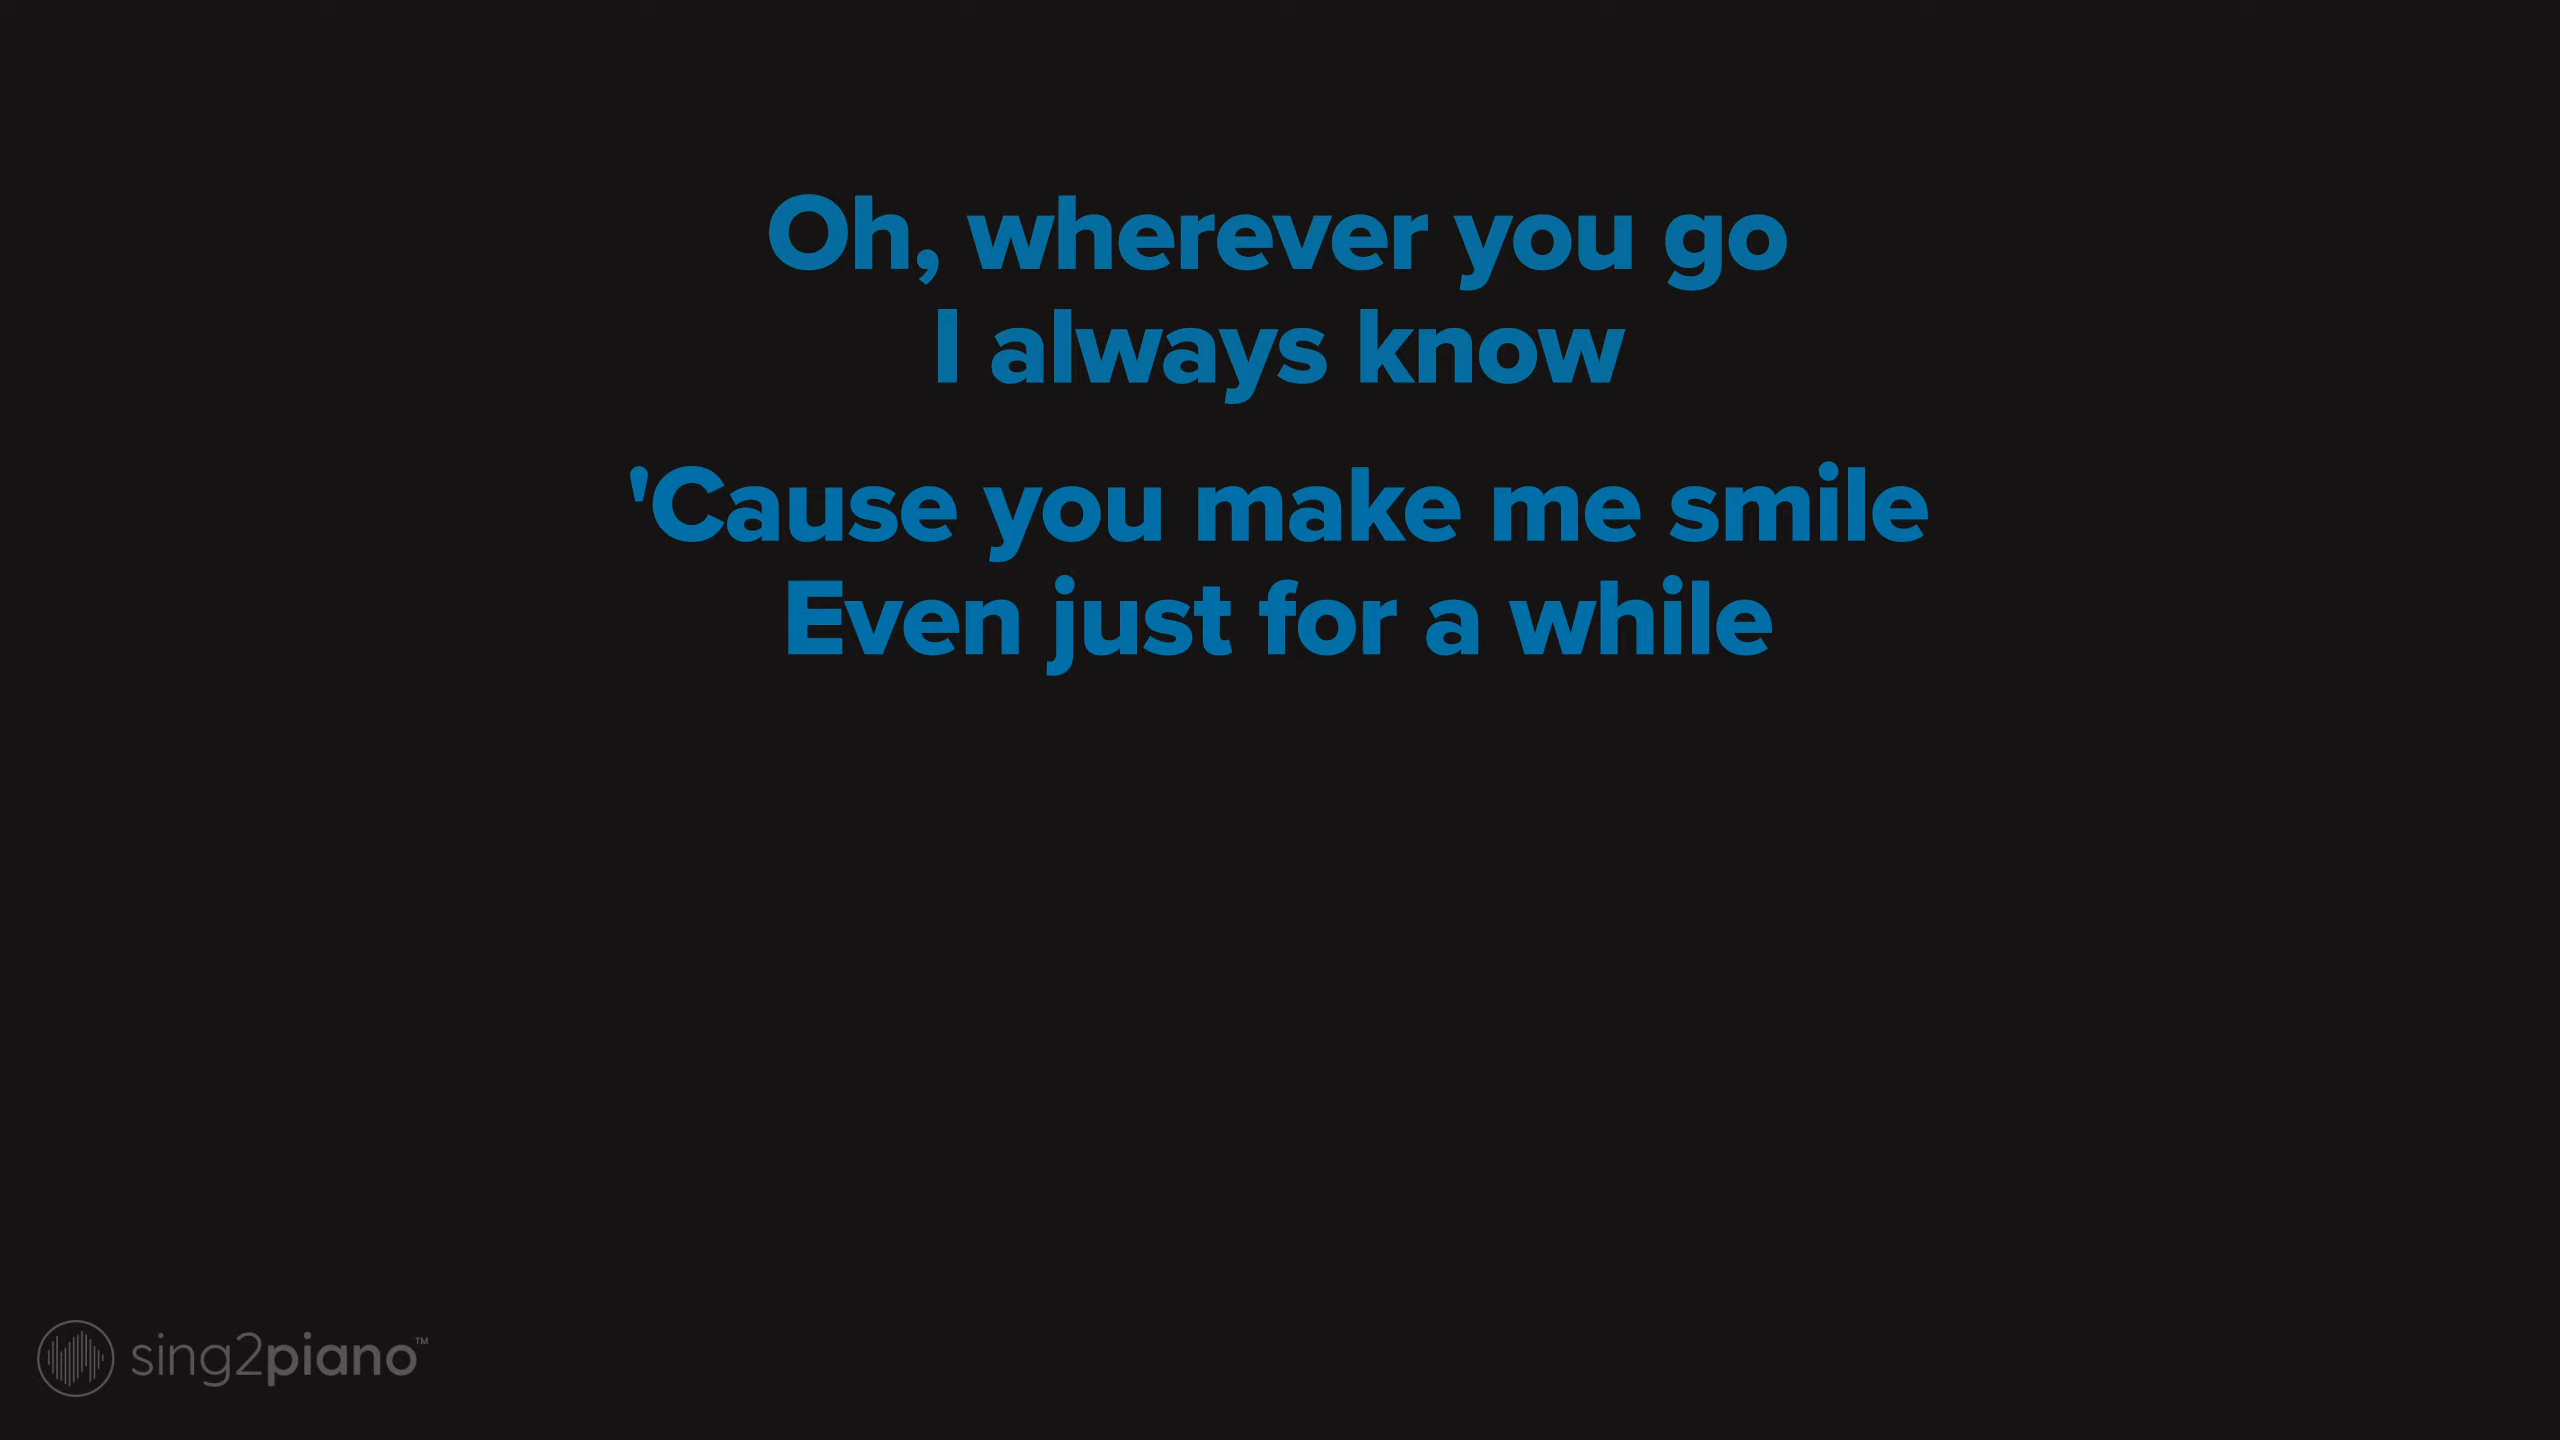 Oh, wherever you go
I always know
'Cause you make me smile
Even just for a while
sing2piano™